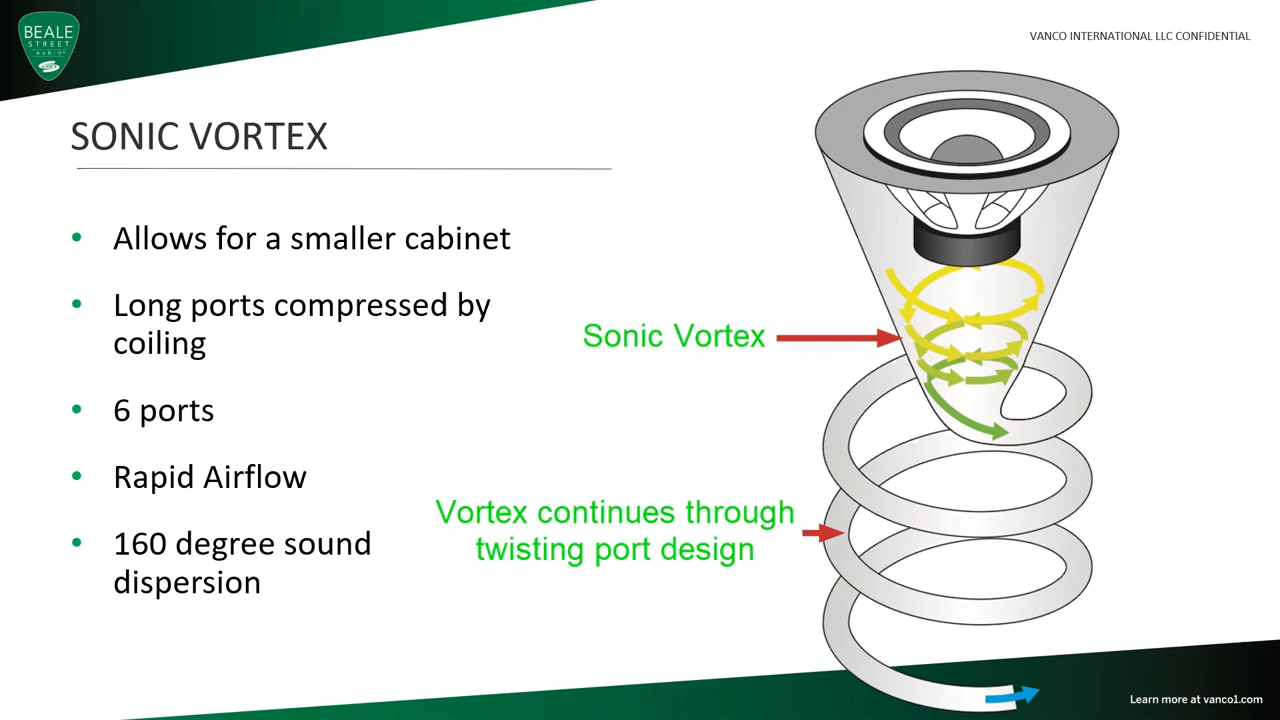 BEALE
STREET
AUDIO
VANCO INTERNATIONAL LLC CONFIDENTIAL
SONIC VORTEX
• Allows for a smaller cabinet
• Long ports compressed by
coiling
• 6 ports
• Rapid Airflow
• 160 degree sound
dispersion
Sonic Vortex
Vortex continues through
twisting port design
Learn more at vanco1.com